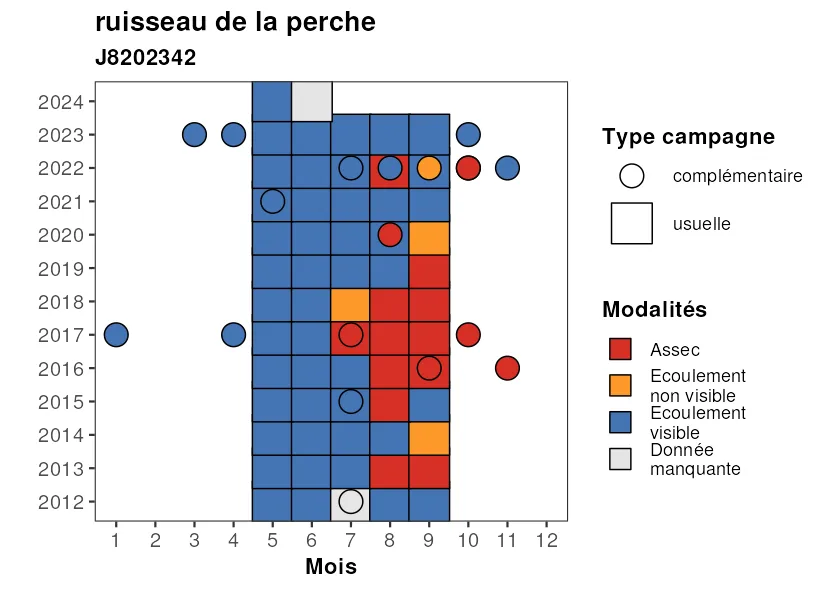 ruisseau de la perche
J8202342
2024
2023
2022
2021
2020
2019
2018
2017
2016
2015
2014
2013
2012
1 2 3 4 5 6 7 8 9 10 11 12
Mois
Type campagne
complémentaire
usuelle
Modalités
Assec
Ecoulement
non visible
Ecoulement
visible
Donnée
manquante